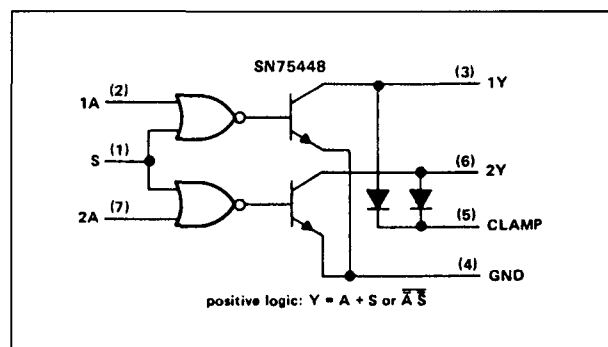 SN75448
1A (2)
S (1)
2A (7)
(3) 1Y
(6) 2Y
(5) CLAMP
(4) GND
positive logic: Y = A + S or A̅ S̅